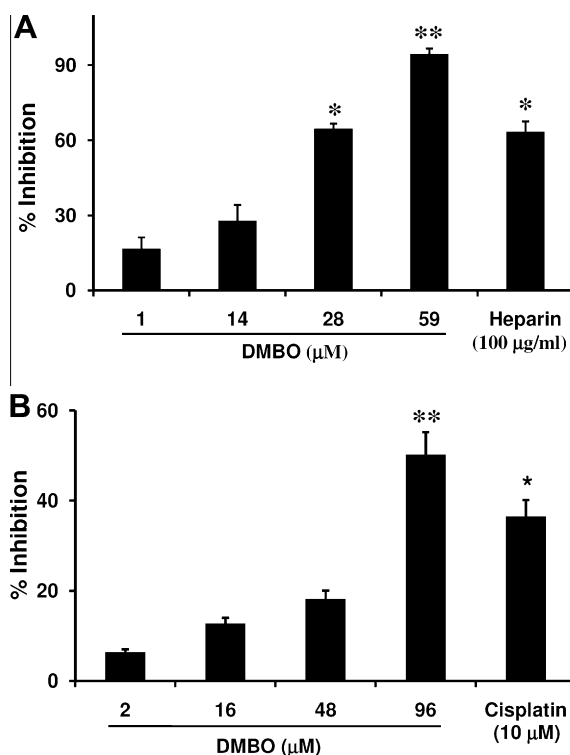 A
% Inhibition
90
60
30
0
*
**
*
1 14 28 59 Heparin
DMBO (μM) (100 μg/ml)
B
% Inhibition
60
40
20
0
**
*
2 16 48 96 Cisplatin
DMBO (μM) (10 μM)